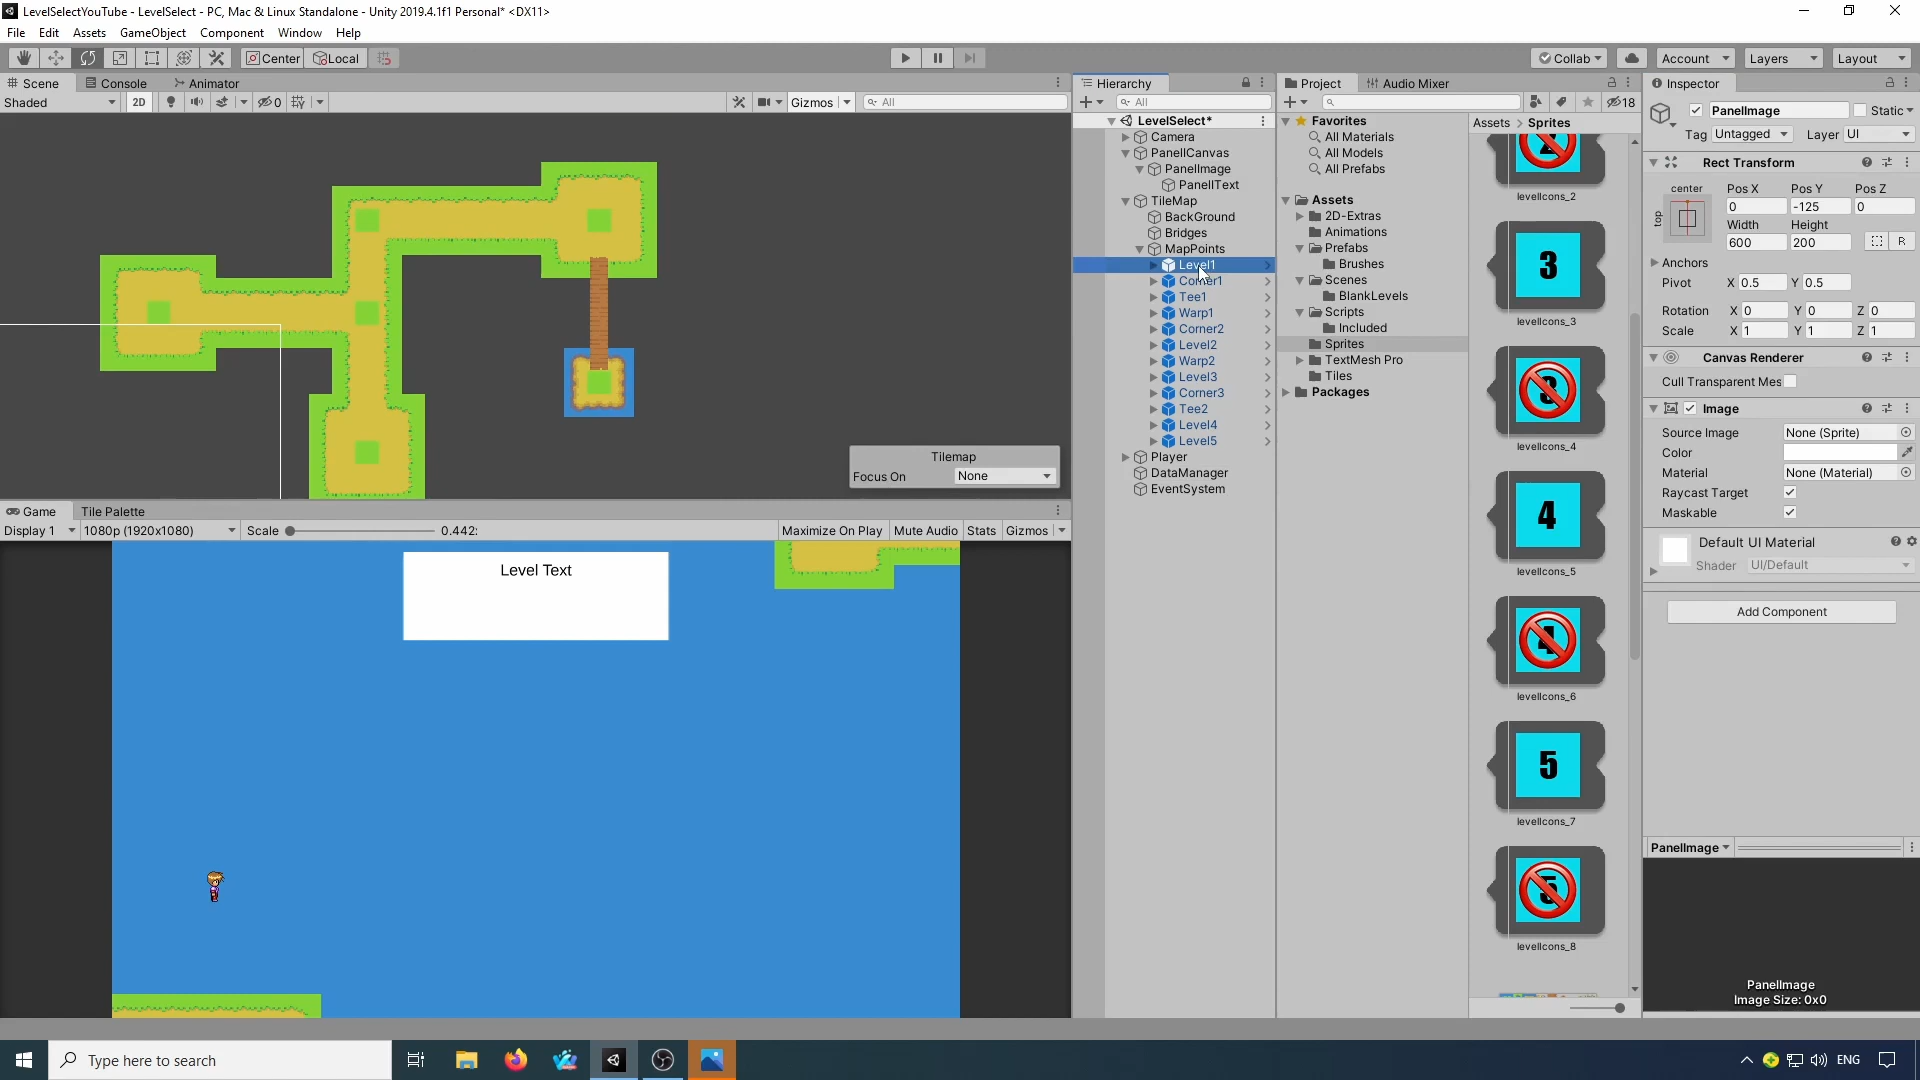 LevelSelectYouTube - LevelSelect - PC, Mac & Linux Standalone - Unity 2019.4.1f1 Personal* <DX11>
File Edit Assets GameObject Component Window Help
Center Local Collab Account Layers Layout
Scene Console Animator
Shaded 2D 0 Gizmos All
Tilemap
Focus On None
Game Tile Palette
Display 1 1080p (1920x1080) Scale 0.442: Maximize On Play Mute Audio Stats Gizmos
Level Text
Hierarchy
All
LevelSelect*
Camera
PanelICanvas
PanelImage
PanelIText
TileMap
BackGround
Bridges
MapPoints
Level1
Corner1
Tee1
Warp1
Corner2
Level2
Warp2
Level3
Corner3
Tee2
Level4
Level5
Player
DataManager
EventSystem
Project Audio Mixer
18
Favorites
All Materials
All Models
All Prefabs
Assets
2D-Extras
Animations
Prefabs
Brushes
Scenes
BlankLevels
Scripts
Included
Sprites
TextMesh Pro
Tiles
Packages
Assets > Sprites
levelIcons_2
3
levelIcons_3
3
levelIcons_4
4
levelIcons_5
4
levelIcons_6
5
levelIcons_7
5
levelIcons_8
Inspector
PanelImage Static
Tag Untagged Layer UI
Rect Transform
center
top
Pos X Pos Y Pos Z
0 -125 0
Width Height
600 200 R
Anchors
Pivot X 0.5 Y 0.5
Rotation X 0 Y 0 Z 0
Scale X 1 Y 1 Z 1
Canvas Renderer
Cull Transparent Mes
Image
Source Image None (Sprite)
Color
Material None (Material)
Raycast Target
Maskable
Default UI Material
Shader UI/Default
Add Component
PanelImage
PanelImage
Image Size: 0x0
Type here to search
ENG